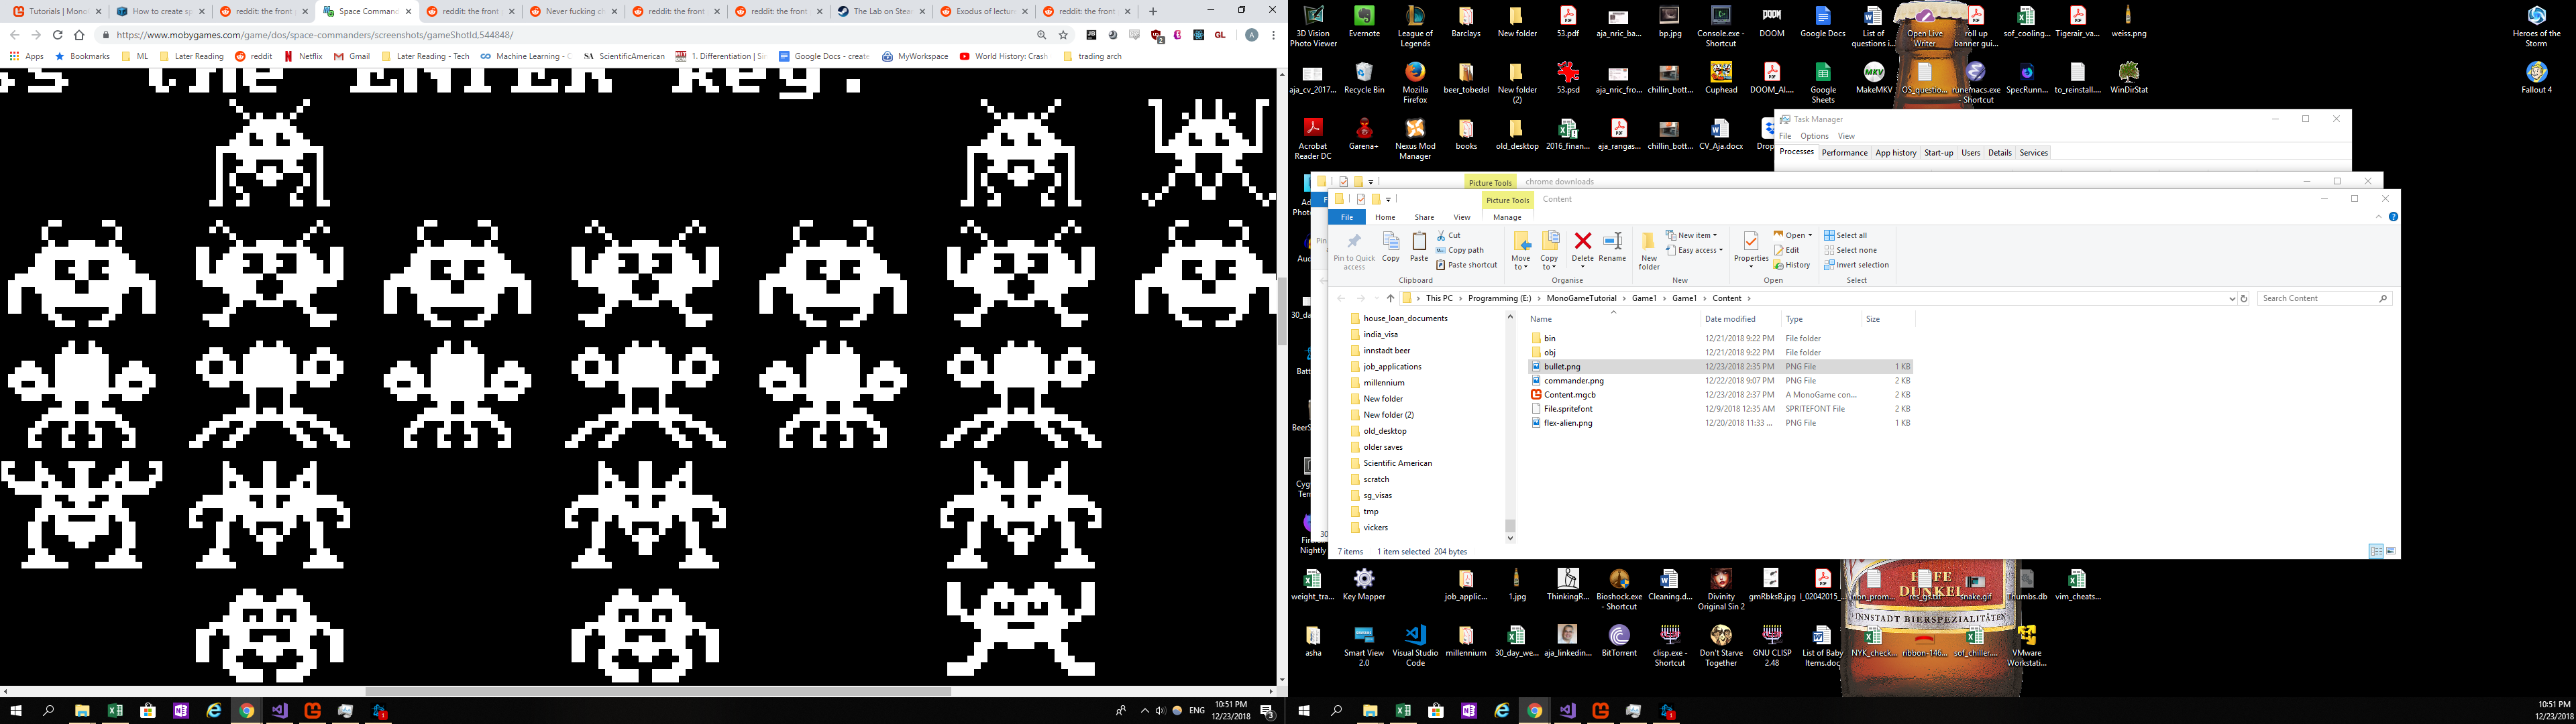 Tutorials | Mono
How to create sp
reddit: the front
Space Command
reddit: the front
Never fucking ch
reddit: the front
reddit: the front
The Lab on Stea
Exodus of lecture
reddit: the front
https://www.mobygames.com/game/dos/space-commanders/screenshots/gameShotId,544848/
Apps
Bookmarks
ML
Later Reading
reddit
Netflix
Gmail
Later Reading - Tech
Machine Learning - C
ScientificAmerican
1. Differentiation | Sin
Google Docs - create
MyWorkspace
World History: Crash
trading arch
ENG
10:51 PM
12/23/2018
3D Vision Photo Viewer
Evernote
League of Legends
Barclays
New folder
53.pdf
aja_nric_ba...
bp.jpg
Console.exe - Shortcut
DOOM
Google Docs
List of questions i...
Open Live Writer
roll up banner gui...
sof_cooling...
Tigerair_va...
weiss.png
Heroes of the Storm
aja_cv_2017...
Recycle Bin
Mozilla Firefox
beer_tobedel
New folder (2)
53.psd
aja_nric_fro...
chillin_bott...
Cuphead
DOOM_Al...
Google Sheets
MakeMKV
OS_questio...
runemacs.exe - Shortcut
SpecRunn...
to_reinstall...
WinDirStat
Fallout 4
Acrobat Reader DC
Garena+
Nexus Mod Manager
books
old_desktop
2016_finan...
aja_rangas...
chillin_bott...
CV_Aja.docx
Drop
Task Manager
File Options View
Processes Performance App history Start-up Users Details Services
Picture Tools chrome downloads
Picture Tools Content
File Home Share View Manage
Pin to Quick access
Copy
Paste
Cut
Copy path
Paste shortcut
Clipboard
Move to
Copy to
Delete
Rename
Organise
New folder
New item
Easy access
New
Properties
Open
Edit
History
Open
Select all
Select none
Invert selection
Select
This PC > Programming (E:) > MonoGameTutorial > Game1 > Game1 > Content >
Search Content
house_loan_documents
india_visa
innstadt beer
job_applications
millennium
New folder
New folder (2)
old_desktop
older saves
Scientific American
scratch
sg_visas
tmp
vickers
Name Date modified Type Size
bin 12/21/2018 9:22 PM File folder
obj 12/21/2018 9:22 PM File folder
bullet.png 12/23/2018 2:35 PM PNG File 1 KB
commander.png 12/22/2018 9:07 PM PNG File 2 KB
Content.mgcb 12/23/2018 2:37 PM A MonoGame con... 2 KB
File.spritefont 12/9/2018 12:35 AM SPRITEFONT File 2 KB
flex-alien.png 12/20/2018 11:33 ... PNG File 1 KB
7 items 1 item selected 204 bytes
weight_tra...
Key Mapper
job_applic...
1.jpg
ThinkingR...
Bioshock.exe - Shortcut
Cleaning.d...
Divinity Original Sin 2
gmRbksB.jpg
l_02042015_...
res_gs.txt
snake.gif
Thumbs.db
vim_cheats...
DUNKEL
INNSTADT BIERSPEZIALITÄTEN
asha
Smart View 2.0
Visual Studio Code
millennium
30_day_we...
aja_linkedin...
BitTorrent
clisp.exe - Shortcut
Don't Starve Together
GNU CLISP 2.48
List of Baby Items.doc
NYK_check...
ribbon-146...
sof_chiller....
VMware Workstati...
10:51 PM
12/23/2018